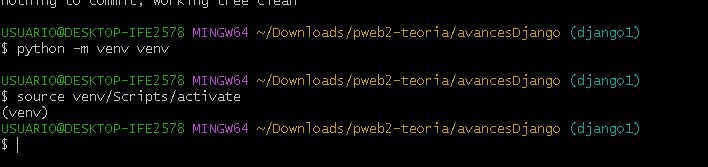 nothing to commit, working tree clean
USUARIO@DESKTOP-IFE2578 MINGW64 ~/Downloads/pweb2-teoria/avancesDjango (django1)
$ python -m venv venv
USUARIO@DESKTOP-IFE2578 MINGW64 ~/Downloads/pweb2-teoria/avancesDjango (django1)
$ source venv/Scripts/activate
(venv)
USUARIO@DESKTOP-IFE2578 MINGW64 ~/Downloads/pweb2-teoria/avancesDjango (django1)
$